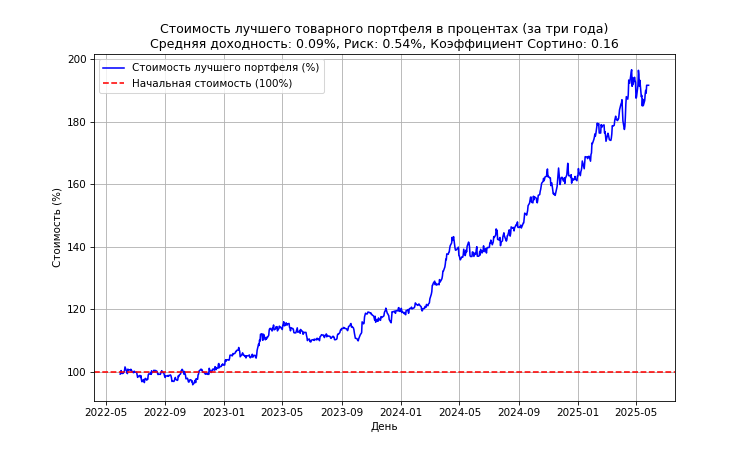 Стоимость лучшего товарного портфеля в процентах (за три года)
Средняя доходность: 0.09%, Риск: 0.54%, Коэффициент Сортино: 0.16
200
180
160
140
120
100
Стоимость (%)
Стоимость лучшего портфеля (%)
Начальная стоимость (100%)
2022-05 2022-09 2023-01 2023-05 2023-09 2024-01 2024-05 2024-09 2025-01 2025-05
День